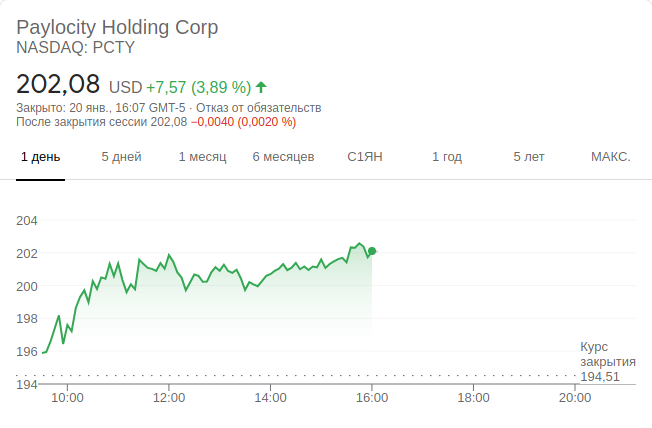 Paylocity Holding Corp
NASDAQ: PCTY
202,08 USD +7,57 (3,89 %)
Закрыто: 20 янв., 16:07 GMT-5 · Отказ от обязательств
После закрытия сессии 202,08 −0,0040 (0,0020 %)
1 день 5 дней 1 месяц 6 месяцев С1ЯН 1 год 5 лет МАКС.
204
202
200
198
196
194
Курс
закрытия
194,51
10:00 12:00 14:00 16:00 18:00 20:00